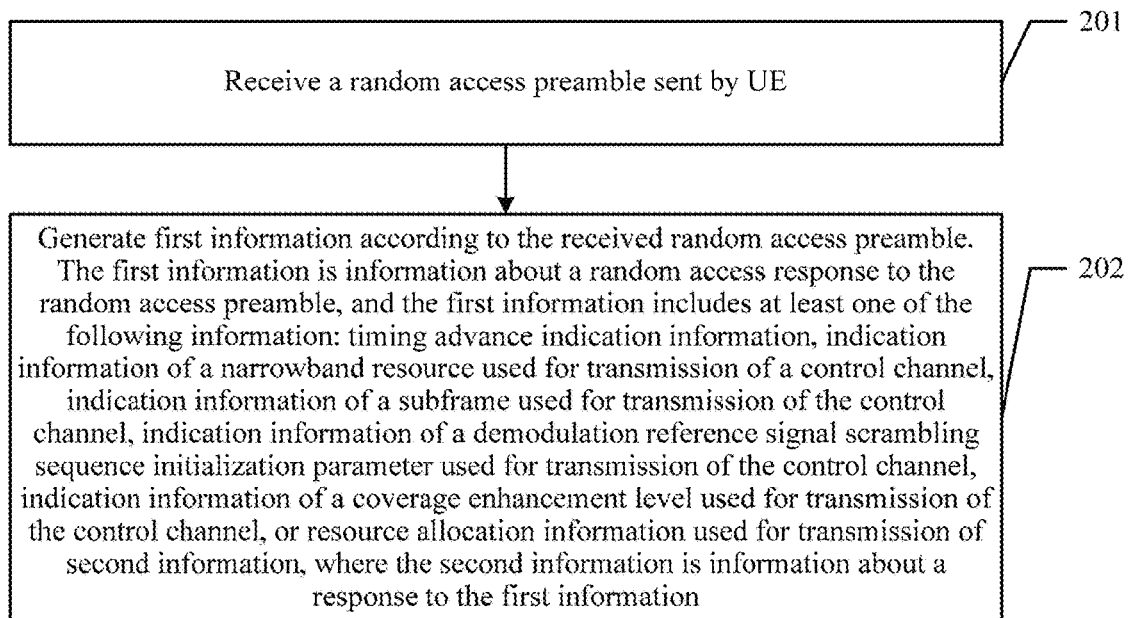 201
Receive a random access preamble sent by UE
202
Generate first information according to the received random access preamble.
The first information is information about a random access response to the
random access preamble, and the first information includes at least one of the
following information: timing advance indication information, indication
information of a narrowband resource used for transmission of a control channel,
indication information of a subframe used for transmission of the control
channel, indication information of a demodulation reference signal scrambling
sequence initialization parameter used for transmission of the control channel,
indication information of a coverage enhancement level used for transmission of
the control channel, or resource allocation information used for transmission of
second information, where the second information is information about a
response to the first information